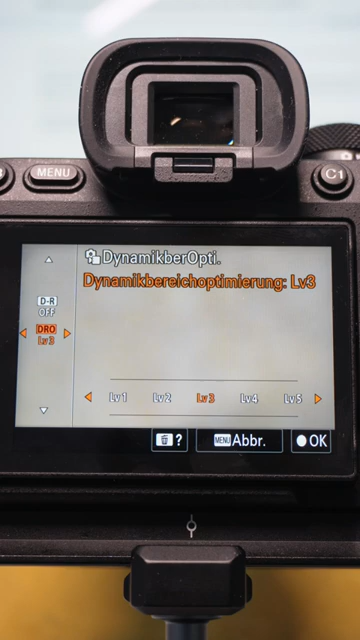 MENU
C1
DynamikberOpti.
Dynamikbereichoptimierung: Lv3
D-R
OFF
DRO
Lv3
Lv1 Lv2 Lv3 Lv4 Lv5
? MENU Abbr. OK